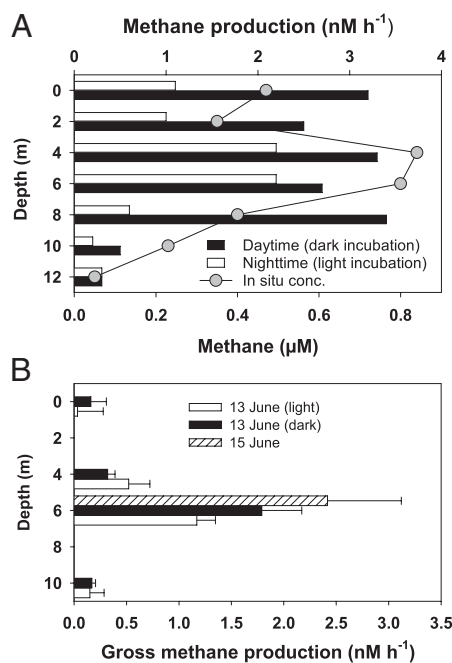 A
Methane production (nM h-1)
0 1 2 3 4
0
2
4
6
8
10
12
Depth (m)
Daytime (dark incubation)
Nighttime (light incubation)
In situ conc.
0.0 0.2 0.4 0.6 0.8
Methane (µM)
B
0
2
4
6
8
10
Depth (m)
13 June (light)
13 June (dark)
15 June
0.0 0.5 1.0 1.5 2.0 2.5 3.0 3.5
Gross methane production (nM h-1)